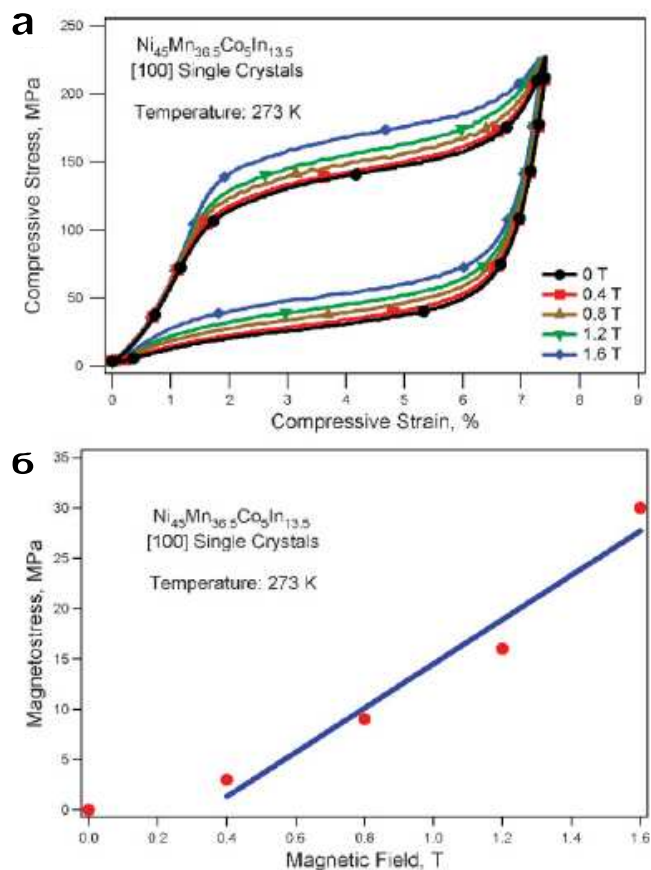 а
Ni45Mn36.5Co5In13.5
[100] Single Crystals
Temperature: 273 K
Compressive Stress, MPa
250
200
150
100
50
0
0 T
0.4 T
0.8 T
1.2 T
1.6 T
0 1 2 3 4 5 6 7 8 9
Compressive Strain, %
б
Ni45Mn36.5Co5In13.5
[100] Single Crystals
Temperature: 273 K
Magnetostress, MPa
35
30
25
20
15
10
5
0
0.0 0.2 0.4 0.6 0.8 1.0 1.2 1.4 1.6
Magnetic Field, T